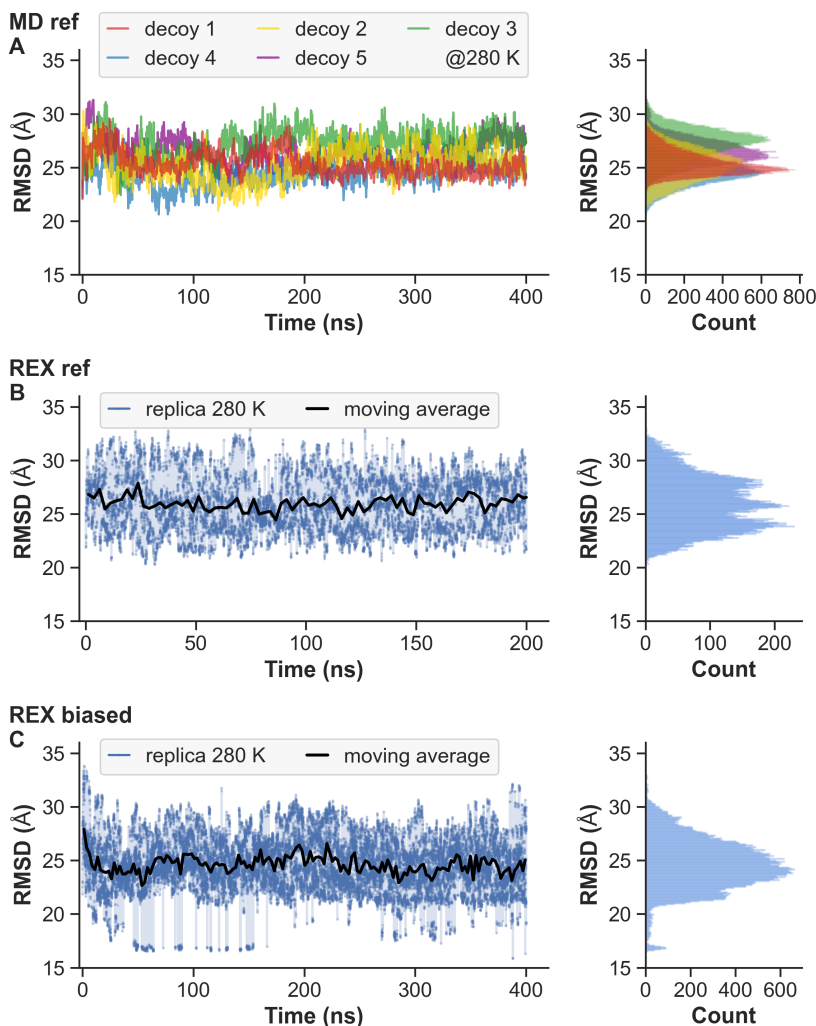 MD ref
A
decoy 1 decoy 2 decoy 3
decoy 4 decoy 5 @280 K
35
30
25
20
15
RMSD (Å)
0 100 200 300 400
Time (ns)
35
30
25
20
15
RMSD (Å)
0 200 400 600 800
Count
REX ref
B
replica 280 K moving average
35
30
25
20
15
RMSD (Å)
0 50 100 150 200
Time (ns)
35
30
25
20
15
RMSD (Å)
0 100 200
Count
REX biased
C
replica 280 K moving average
35
30
25
20
15
RMSD (Å)
0 100 200 300 400
Time (ns)
35
30
25
20
15
RMSD (Å)
0 200 400 600
Count